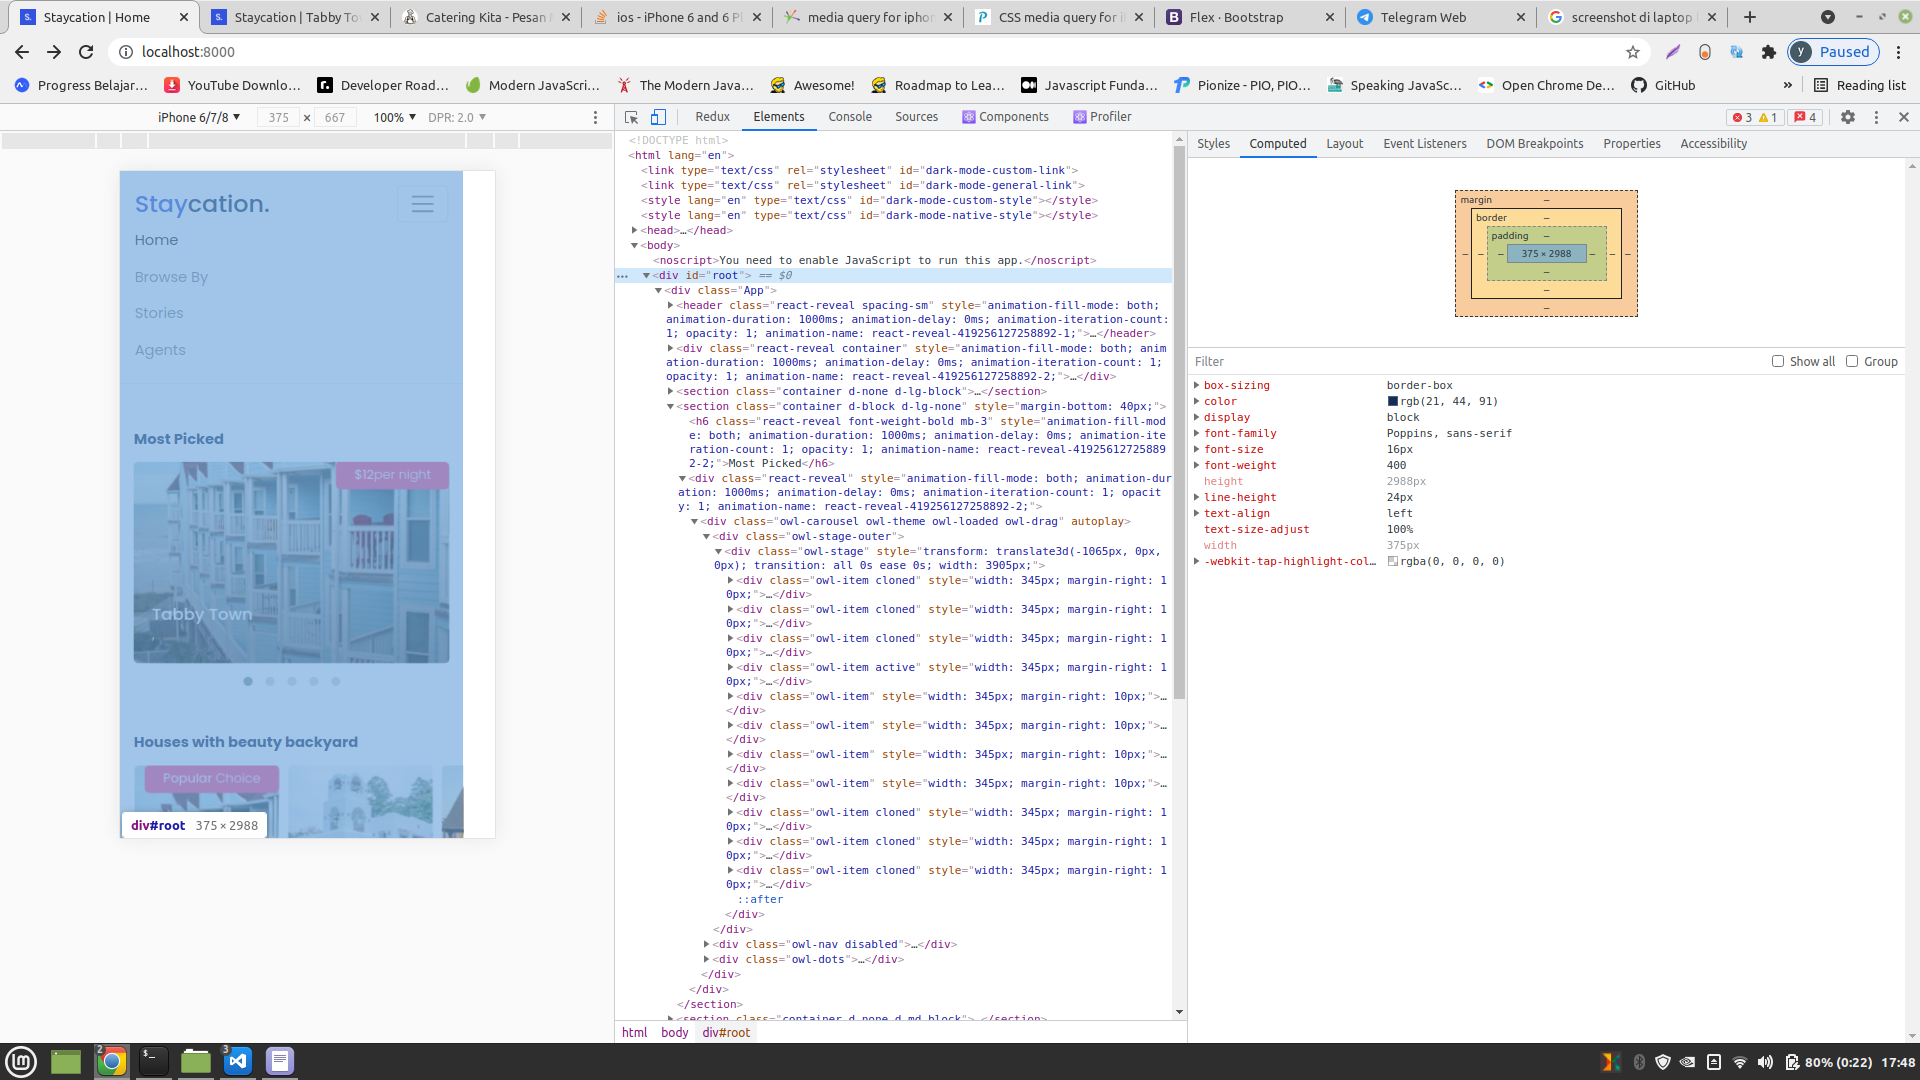 Staycation | Home
Staycation | Tabby To
Catering Kita - Pesan
ios - iPhone 6 and 6 P
media query for iphor
CSS media query for i
Flex · Bootstrap
Telegram Web
screenshot di laptop
localhost:8000
y
Paused
Progress Belajar...
YouTube Downlo...
Developer Road...
Modern JavaScri...
The Modern Java...
Awesome!
Roadmap to Lea...
Javascript Funda...
Pionize - PIO, PIO...
Speaking JavaSc...
Open Chrome De...
GitHub
»
Reading list
iPhone 6/7/8 ▼ 375 × 667 100% ▼ DPR: 2.0 ▼
Redux Elements Console Sources Components Profiler
3 1 4
Staycation.
Home
Browse By
Stories
Agents
Most Picked
$12per night
Tabby Town
Houses with beauty backyard
Popular Choice
div#root 375 × 2988
<!DOCTYPE html>
<html lang="en">
<link type="text/css" rel="stylesheet" id="dark-mode-custom-link">
<link type="text/css" rel="stylesheet" id="dark-mode-general-link">
<style lang="en" type="text/css" id="dark-mode-custom-style"></style>
<style lang="en" type="text/css" id="dark-mode-native-style"></style>
<head>…</head>
<body>
<noscript>You need to enable JavaScript to run this app.</noscript>
<div id="root"> == $0
<div class="App">
<header class="react-reveal spacing-sm" style="animation-fill-mode: both;
animation-duration: 1000ms; animation-delay: 0ms; animation-iteration-count:
1; opacity: 1; animation-name: react-reveal-419256127258892-1;">…</header>
<div class="react-reveal container" style="animation-fill-mode: both; anim
ation-duration: 1000ms; animation-delay: 0ms; animation-iteration-count: 1;
opacity: 1; animation-name: react-reveal-419256127258892-2;">…</div>
<section class="container d-none d-lg-block">…</section>
<section class="container d-block d-lg-none" style="margin-bottom: 40px;">
<h6 class="react-reveal font-weight-bold mb-3" style="animation-fill-mod
e: both; animation-duration: 1000ms; animation-delay: 0ms; animation-ite
ration-count: 1; opacity: 1; animation-name: react-reveal-41925612725889
2-2;">Most Picked</h6>
<div class="react-reveal" style="animation-fill-mode: both; animation-dur
ation: 1000ms; animation-delay: 0ms; animation-iteration-count: 1; opacit
y: 1; animation-name: react-reveal-419256127258892-2;">
<div class="owl-carousel owl-theme owl-loaded owl-drag" autoplay>
<div class="owl-stage-outer">
<div class="owl-stage" style="transform: translate3d(-1065px, 0px,
0px); transition: all 0s ease 0s; width: 3905px;">
<div class="owl-item cloned" style="width: 345px; margin-right: 1
0px;">…</div>
<div class="owl-item cloned" style="width: 345px; margin-right: 1
0px;">…</div>
<div class="owl-item cloned" style="width: 345px; margin-right: 1
0px;">…</div>
<div class="owl-item active" style="width: 345px; margin-right: 1
0px;">…</div>
<div class="owl-item" style="width: 345px; margin-right: 10px;">…
</div>
<div class="owl-item" style="width: 345px; margin-right: 10px;">…
</div>
<div class="owl-item" style="width: 345px; margin-right: 10px;">…
</div>
<div class="owl-item" style="width: 345px; margin-right: 10px;">…
</div>
<div class="owl-item cloned" style="width: 345px; margin-right: 1
0px;">…</div>
<div class="owl-item cloned" style="width: 345px; margin-right: 1
0px;">…</div>
<div class="owl-item cloned" style="width: 345px; margin-right: 1
0px;">…</div>
::after
</div>
</div>
<div class="owl-nav disabled">…</div>
<div class="owl-dots">…</div>
</div>
</div>
</section>
<section class="container d-none d-md-block">…</section>
html body div#root
Styles Computed Layout Event Listeners DOM Breakpoints Properties Accessibility
margin –
border –
padding –
– – – 375 × 2988 – – –
–
–
–
Filter Show all Group
box-sizing border-box
color rgb(21, 44, 91)
display block
font-family Poppins, sans-serif
font-size 16px
font-weight 400
height 2988px
line-height 24px
text-align left
text-size-adjust 100%
width 375px
-webkit-tap-highlight-col… rgba(0, 0, 0, 0)
2
3
80% (0:22) 17:48